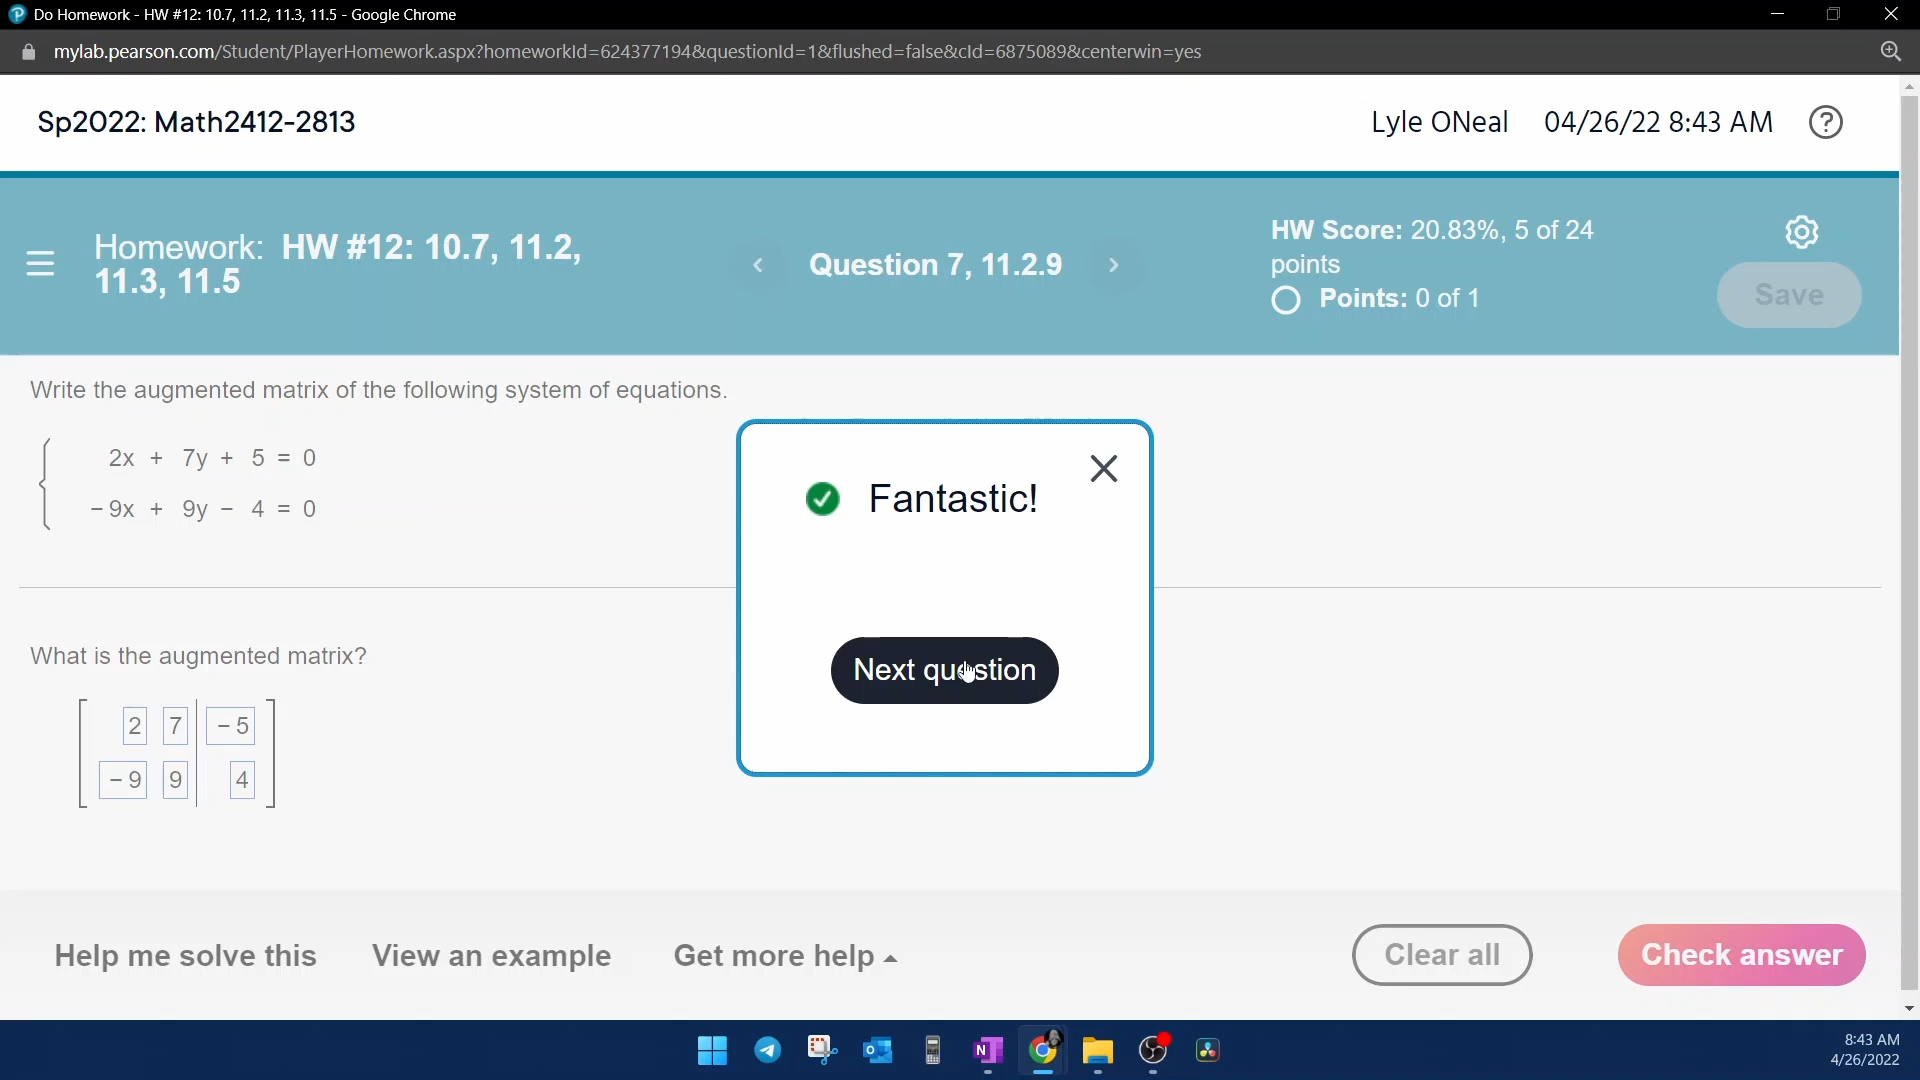 Do Homework - HW #12: 10.7, 11.2, 11.3, 11.5 - Google Chrome
mylab.pearson.com/Student/PlayerHomework.aspx?homeworkId=624377194&questionId=1&flushed=false&cId=6875089&centerwin=yes
Sp2022: Math2412-2813
Lyle ONeal 04/26/22 8:43 AM ?
Homework: HW #12: 10.7, 11.2,
11.3, 11.5
Question 7, 11.2.9
HW Score: 20.83%, 5 of 24
points
Points: 0 of 1
Save
Write the augmented matrix of the following system of equations.
2x + 7y + 5 = 0
-9x + 9y - 4 = 0
Fantastic!
Next question
What is the augmented matrix?
2 7 -5
-9 9 4
Help me solve this View an example Get more help
Clear all
Check answer
8:43 AM
4/26/2022